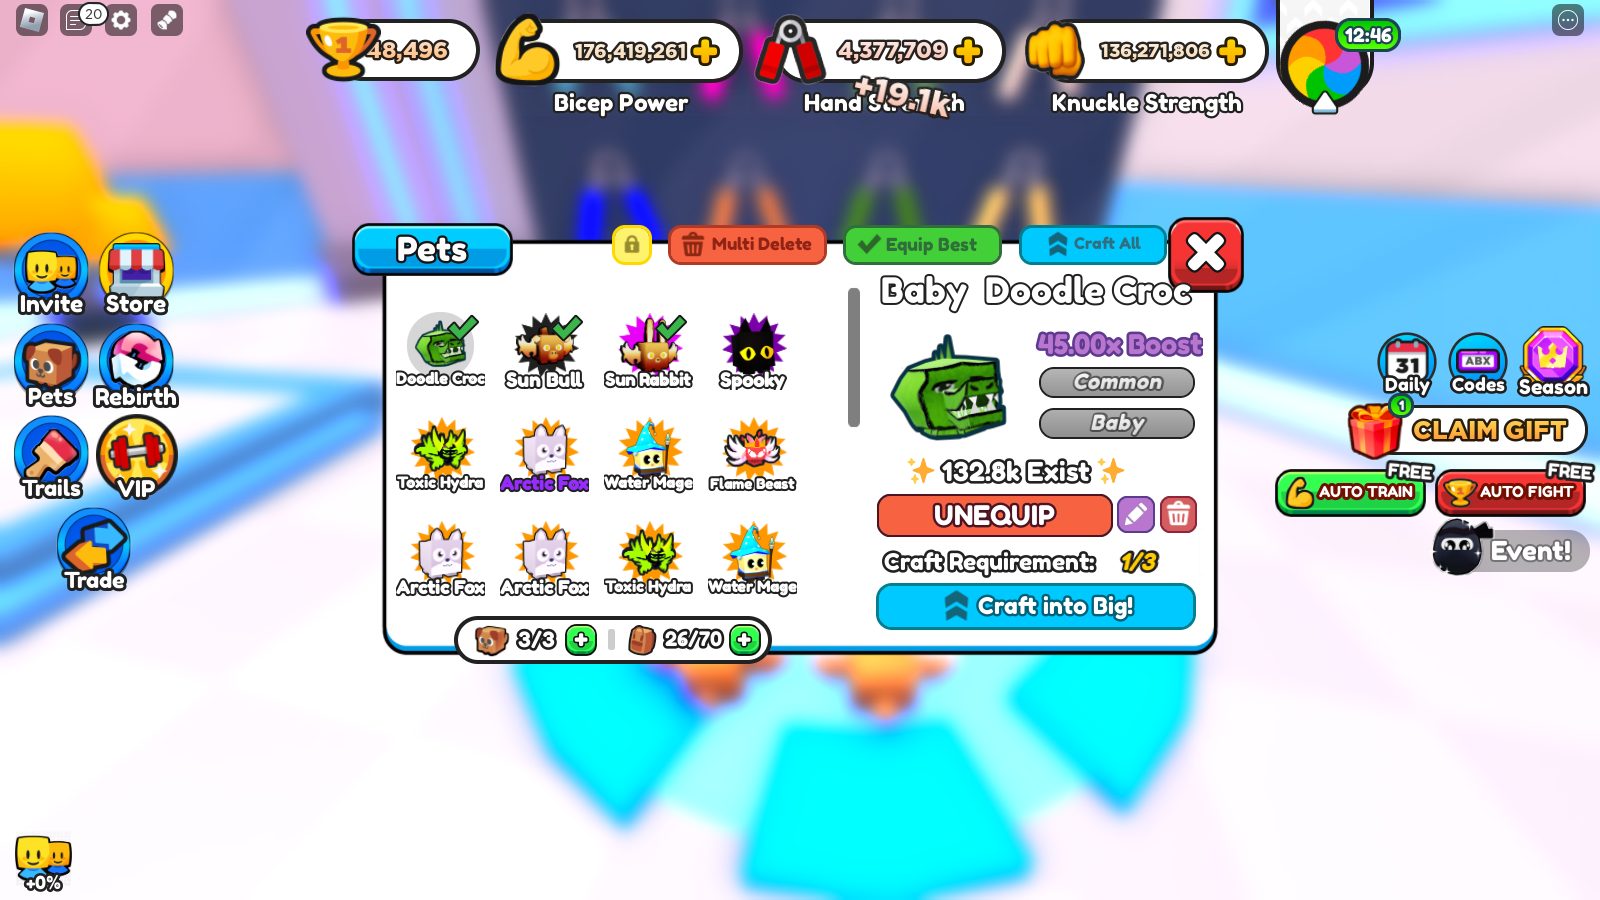 20
1
48,496
176,419,261
4,377,709
136,271,806
12:46
Bicep Power
Hand
+19.1k
Knuckle Strength
Pets
Multi Delete
Equip Best
Craft All
Invite
Store
Pets
Rebirth
Trails
VIP
Trade
Doodle Croc
Sun Bull
Sun Rabbit
Spooky
Toxic Hydra
Arctic Fox
Water Mage
Flame Beast
Arctic Fox
Arctic Fox
Toxic Hydra
Water Mage
3/3
26/70
Baby Doodle Croc
45.00x Boost
Common
Baby
132.8k Exist
UNEQUIP
Craft Requirement: 1/3
Craft into Big!
31
Daily
ABX
Codes
Season
1
CLAIM GIFT
FREE
AUTO TRAIN
FREE
AUTO FIGHT
Event!
+0%